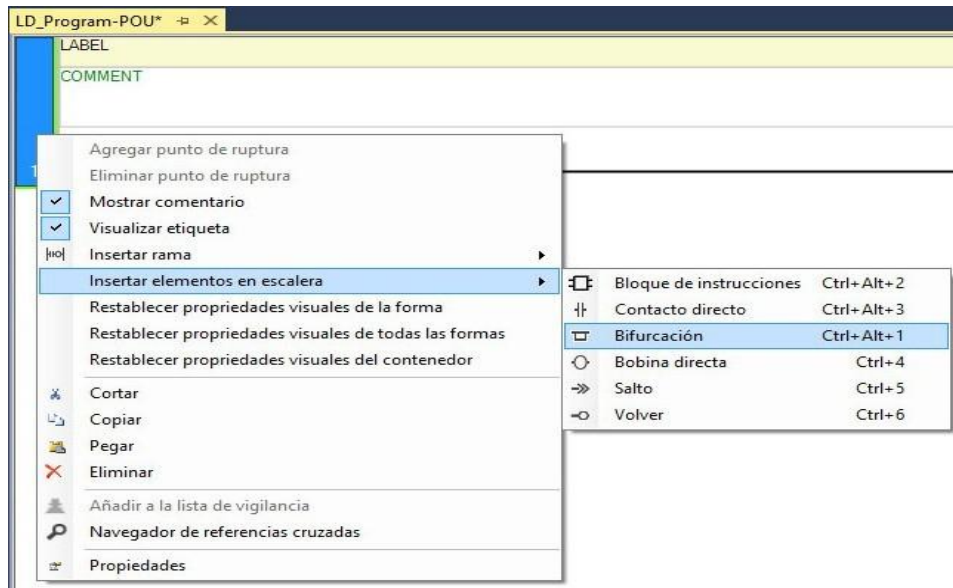 LD_Program-POU*
LABEL
COMMENT
1
Agregar punto de ruptura
Eliminar punto de ruptura
Mostrar comentario
Visualizar etiqueta
Insertar rama
Insertar elementos en escalera
Restablecer propriedades visuales de la forma
Restablecer propriedades visuales de todas las formas
Restablecer propriedades visuales del contenedor
Cortar
Copiar
Pegar
Eliminar
Añadir a la lista de vigilancia
Navegador de referencias cruzadas
Propiedades
Bloque de instrucciones Ctrl+Alt+2
Contacto directo Ctrl+Alt+3
Bifurcación Ctrl+Alt+1
Bobina directa Ctrl+4
Salto Ctrl+5
Volver Ctrl+6